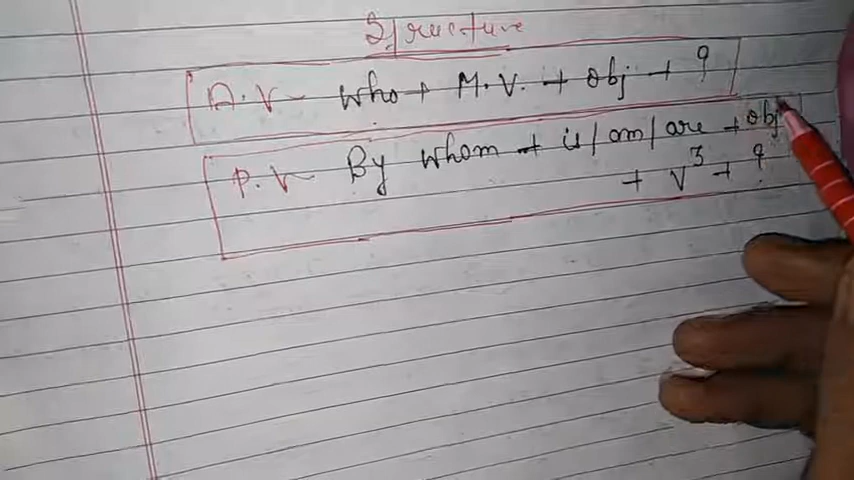 Structure
A.V - Who + M.V. + obj + ?
P.V - By whom + is/am/are + obj
+ V3 + ?